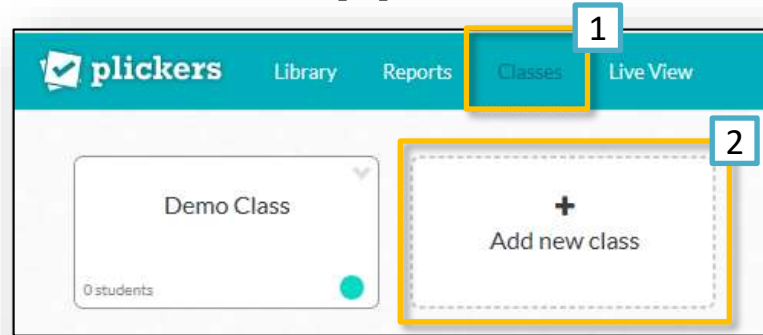 1
plickers Library Reports Classes Live View
2
Demo Class
+
Add new class
0 students